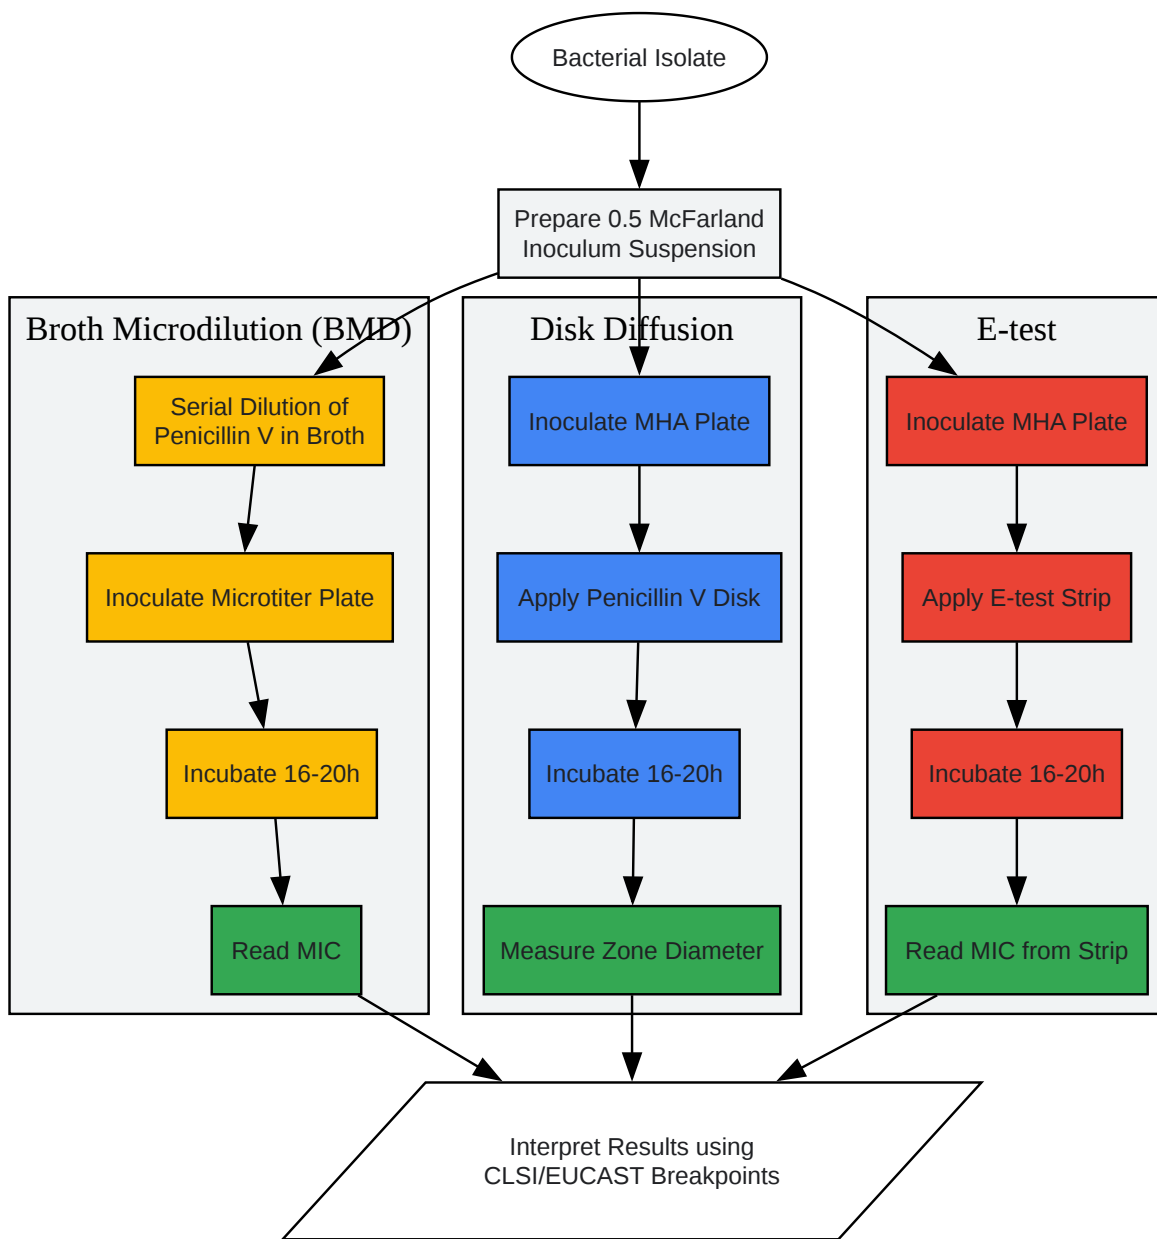 Bacterial Isolate
Prepare 0.5 McFarland
Inoculum Suspension
Broth Microdilution (BMD)
Serial Dilution of
Penicillin V in Broth
Inoculate Microtiter Plate
Incubate 16-20h
Read MIC
Disk Diffusion
Inoculate MHA Plate
Apply Penicillin V Disk
Incubate 16-20h
Measure Zone Diameter
E-test
Inoculate MHA Plate
Apply E-test Strip
Incubate 16-20h
Read MIC from Strip
Interpret Results using
CLSI/EUCAST Breakpoints